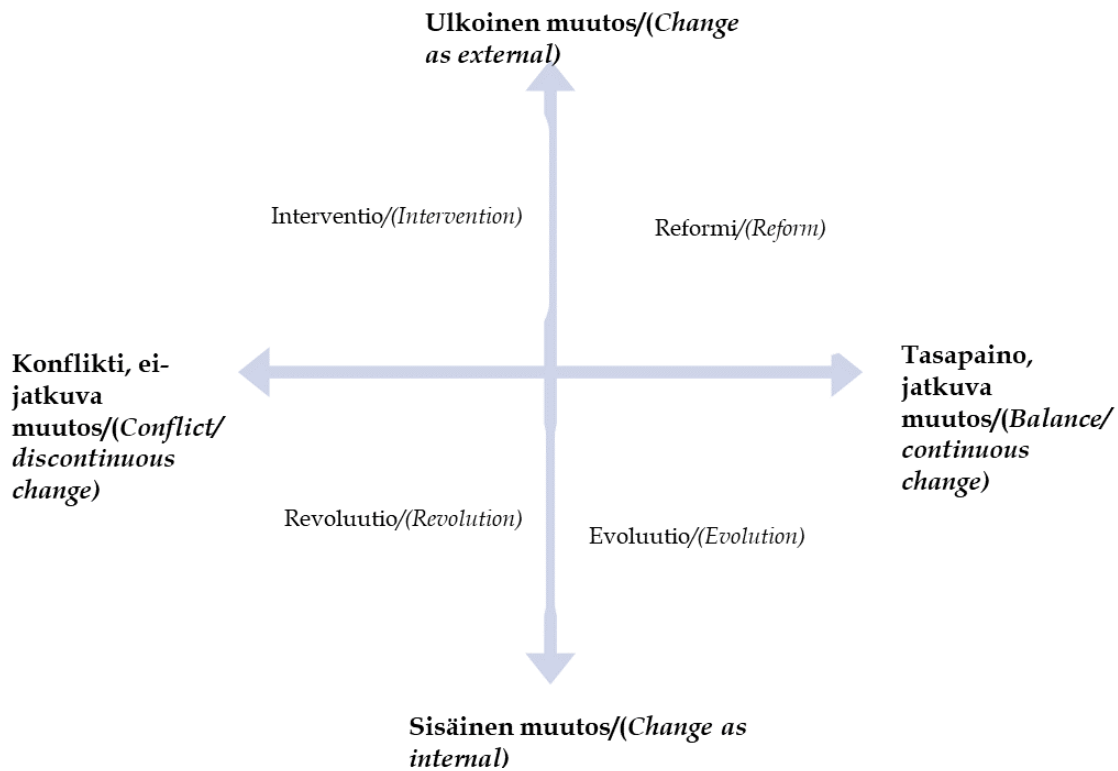 Ulkoinen muutos/(Change
as external)
Interventio/(Intervention)
Reformi/(Reform)
Konflikti, ei-
jatkuva
muutos/(Conflict/
discontinuous
change)
Tasapaino,
jatkuva
muutos/(Balance/
continuous
change)
Revoluutio/(Revolution)
Evoluutio/(Evolution)
Sisäinen muutos/(Change as
internal)